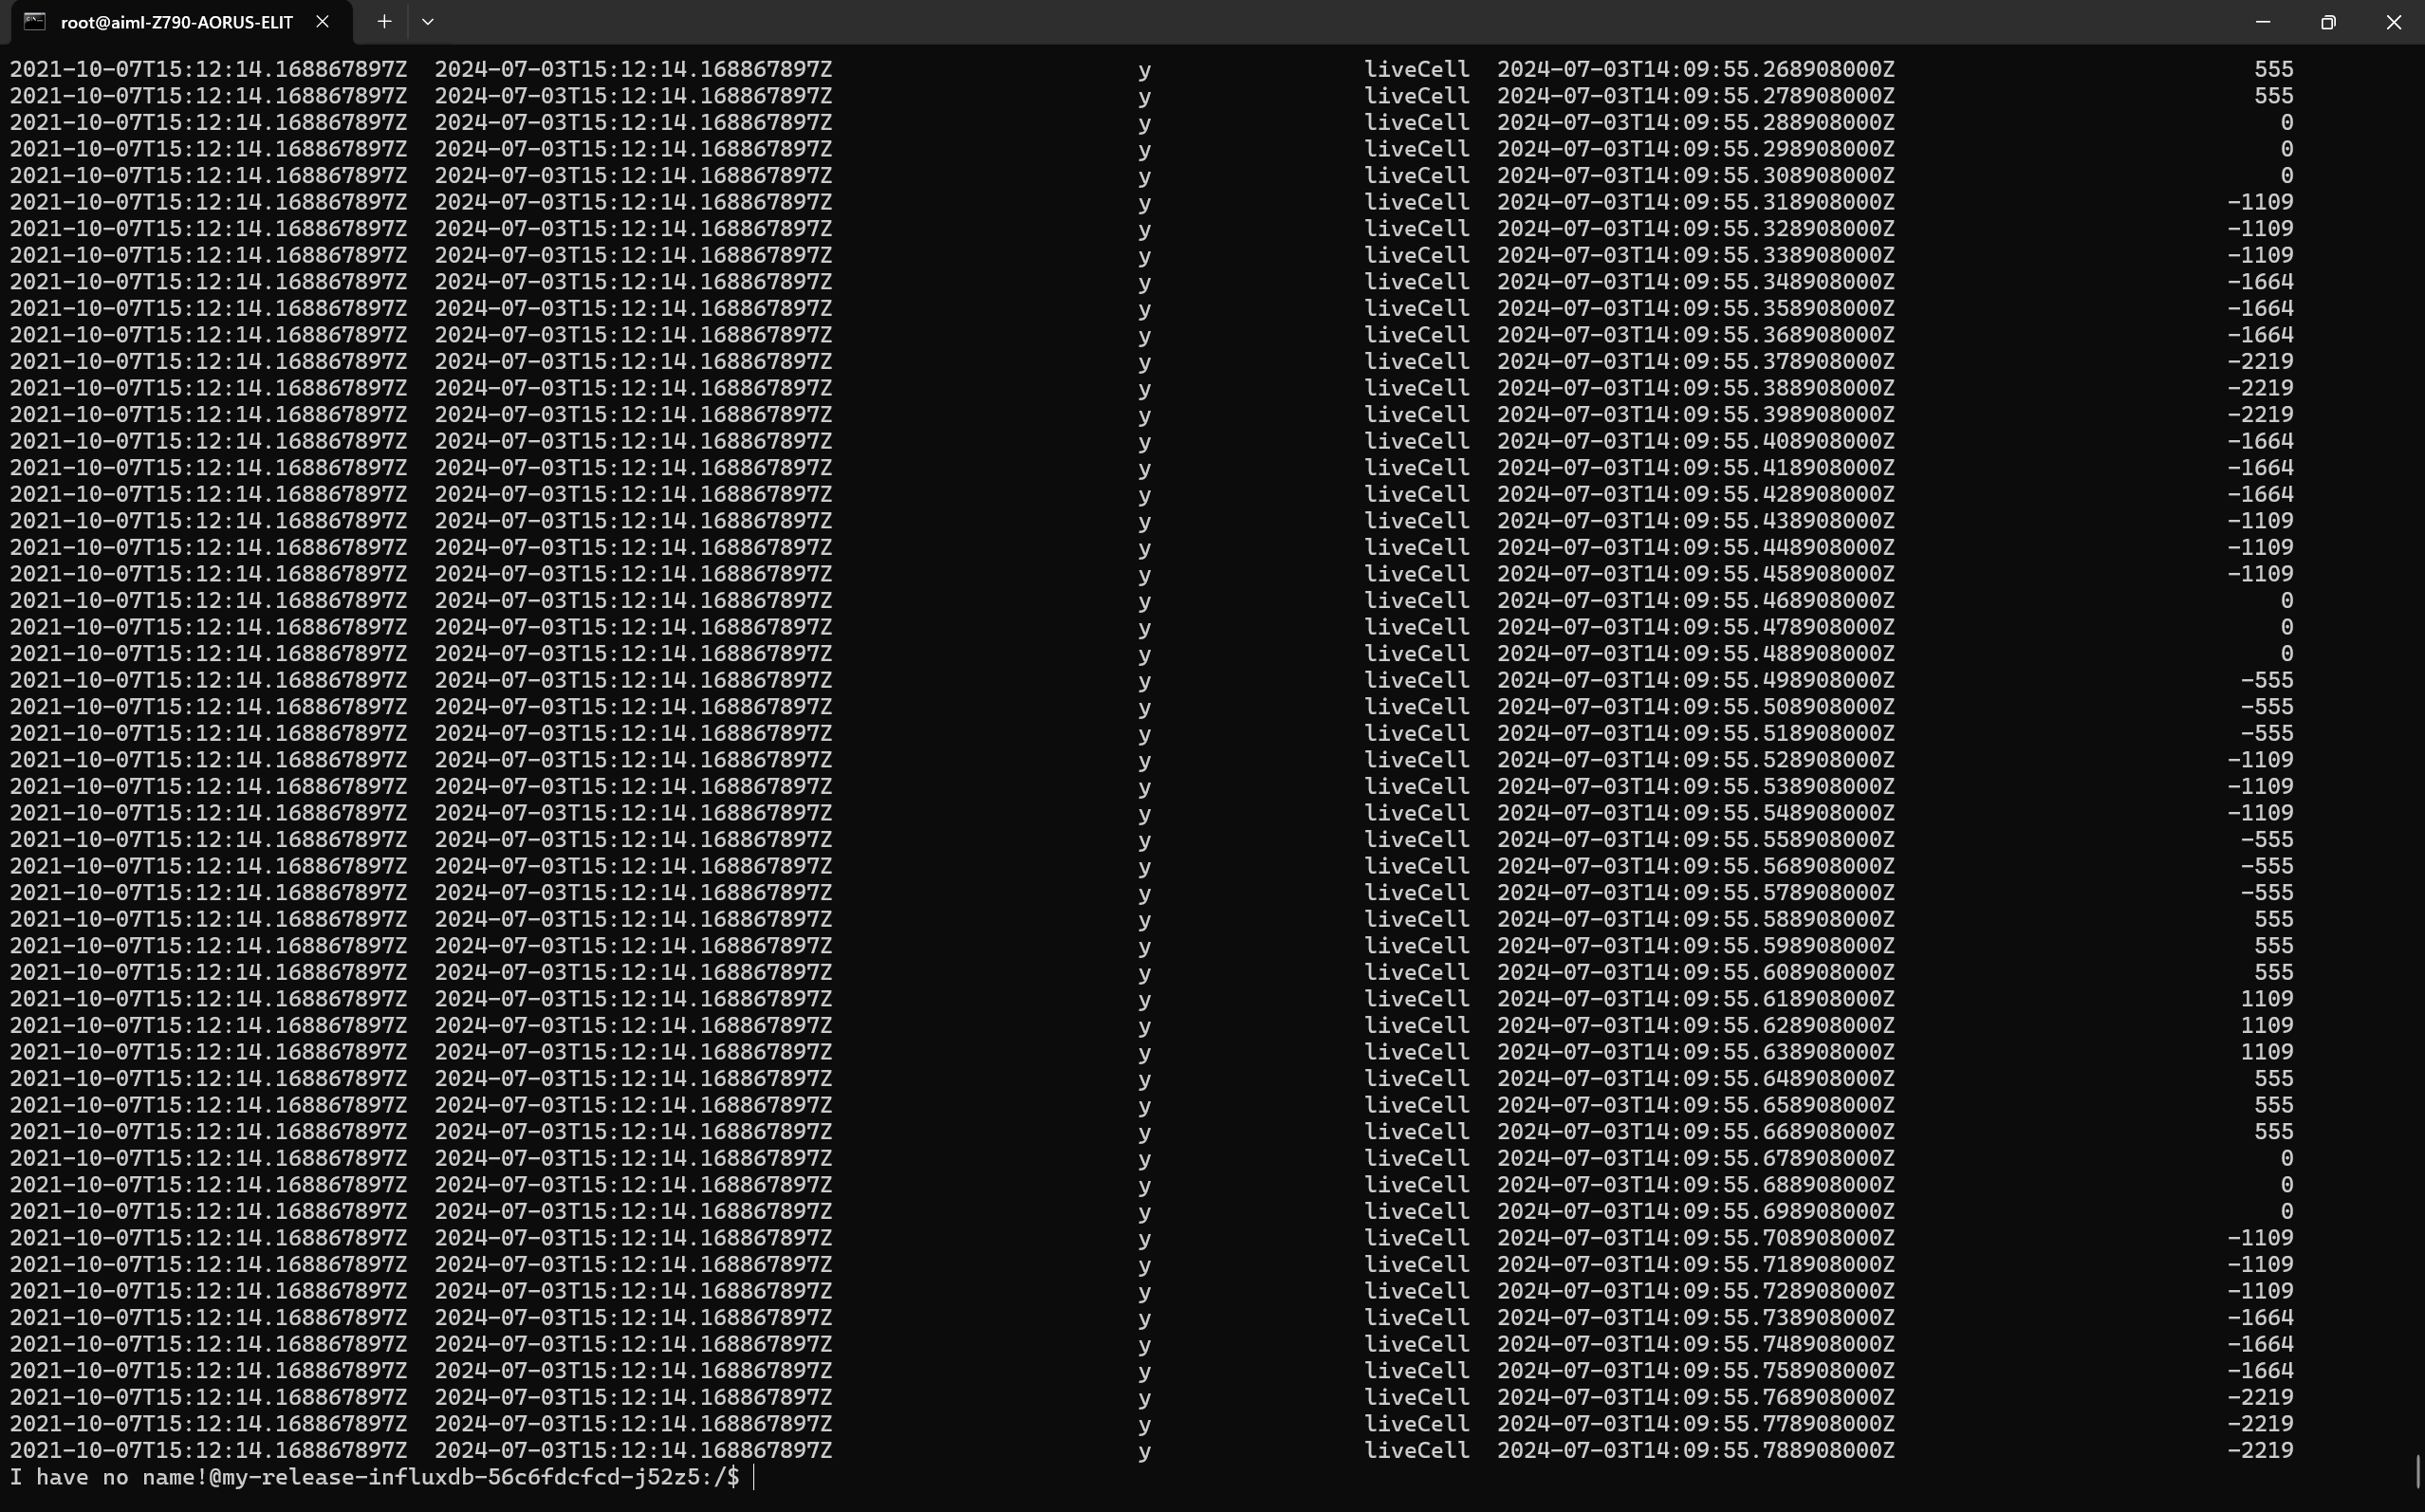 root@aiml-Z790-AORUS-ELIT
2021-10-07T15:12:14.168867897Z 2024-07-03T15:12:14.168867897Z y liveCell 2024-07-03T14:09:55.268908000Z 555
2021-10-07T15:12:14.168867897Z 2024-07-03T15:12:14.168867897Z y liveCell 2024-07-03T14:09:55.278908000Z 555
2021-10-07T15:12:14.168867897Z 2024-07-03T15:12:14.168867897Z y liveCell 2024-07-03T14:09:55.288908000Z 0
2021-10-07T15:12:14.168867897Z 2024-07-03T15:12:14.168867897Z y liveCell 2024-07-03T14:09:55.298908000Z 0
2021-10-07T15:12:14.168867897Z 2024-07-03T15:12:14.168867897Z y liveCell 2024-07-03T14:09:55.308908000Z 0
2021-10-07T15:12:14.168867897Z 2024-07-03T15:12:14.168867897Z y liveCell 2024-07-03T14:09:55.318908000Z -1109
2021-10-07T15:12:14.168867897Z 2024-07-03T15:12:14.168867897Z y liveCell 2024-07-03T14:09:55.328908000Z -1109
2021-10-07T15:12:14.168867897Z 2024-07-03T15:12:14.168867897Z y liveCell 2024-07-03T14:09:55.338908000Z -1109
2021-10-07T15:12:14.168867897Z 2024-07-03T15:12:14.168867897Z y liveCell 2024-07-03T14:09:55.348908000Z -1664
2021-10-07T15:12:14.168867897Z 2024-07-03T15:12:14.168867897Z y liveCell 2024-07-03T14:09:55.358908000Z -1664
2021-10-07T15:12:14.168867897Z 2024-07-03T15:12:14.168867897Z y liveCell 2024-07-03T14:09:55.368908000Z -1664
2021-10-07T15:12:14.168867897Z 2024-07-03T15:12:14.168867897Z y liveCell 2024-07-03T14:09:55.378908000Z -2219
2021-10-07T15:12:14.168867897Z 2024-07-03T15:12:14.168867897Z y liveCell 2024-07-03T14:09:55.388908000Z -2219
2021-10-07T15:12:14.168867897Z 2024-07-03T15:12:14.168867897Z y liveCell 2024-07-03T14:09:55.398908000Z -2219
2021-10-07T15:12:14.168867897Z 2024-07-03T15:12:14.168867897Z y liveCell 2024-07-03T14:09:55.408908000Z -1664
2021-10-07T15:12:14.168867897Z 2024-07-03T15:12:14.168867897Z y liveCell 2024-07-03T14:09:55.418908000Z -1664
2021-10-07T15:12:14.168867897Z 2024-07-03T15:12:14.168867897Z y liveCell 2024-07-03T14:09:55.428908000Z -1664
2021-10-07T15:12:14.168867897Z 2024-07-03T15:12:14.168867897Z y liveCell 2024-07-03T14:09:55.438908000Z -1109
2021-10-07T15:12:14.168867897Z 2024-07-03T15:12:14.168867897Z y liveCell 2024-07-03T14:09:55.448908000Z -1109
2021-10-07T15:12:14.168867897Z 2024-07-03T15:12:14.168867897Z y liveCell 2024-07-03T14:09:55.458908000Z -1109
2021-10-07T15:12:14.168867897Z 2024-07-03T15:12:14.168867897Z y liveCell 2024-07-03T14:09:55.468908000Z 0
2021-10-07T15:12:14.168867897Z 2024-07-03T15:12:14.168867897Z y liveCell 2024-07-03T14:09:55.478908000Z 0
2021-10-07T15:12:14.168867897Z 2024-07-03T15:12:14.168867897Z y liveCell 2024-07-03T14:09:55.488908000Z 0
2021-10-07T15:12:14.168867897Z 2024-07-03T15:12:14.168867897Z y liveCell 2024-07-03T14:09:55.498908000Z -555
2021-10-07T15:12:14.168867897Z 2024-07-03T15:12:14.168867897Z y liveCell 2024-07-03T14:09:55.508908000Z -555
2021-10-07T15:12:14.168867897Z 2024-07-03T15:12:14.168867897Z y liveCell 2024-07-03T14:09:55.518908000Z -555
2021-10-07T15:12:14.168867897Z 2024-07-03T15:12:14.168867897Z y liveCell 2024-07-03T14:09:55.528908000Z -1109
2021-10-07T15:12:14.168867897Z 2024-07-03T15:12:14.168867897Z y liveCell 2024-07-03T14:09:55.538908000Z -1109
2021-10-07T15:12:14.168867897Z 2024-07-03T15:12:14.168867897Z y liveCell 2024-07-03T14:09:55.548908000Z -1109
2021-10-07T15:12:14.168867897Z 2024-07-03T15:12:14.168867897Z y liveCell 2024-07-03T14:09:55.558908000Z -555
2021-10-07T15:12:14.168867897Z 2024-07-03T15:12:14.168867897Z y liveCell 2024-07-03T14:09:55.568908000Z -555
2021-10-07T15:12:14.168867897Z 2024-07-03T15:12:14.168867897Z y liveCell 2024-07-03T14:09:55.578908000Z -555
2021-10-07T15:12:14.168867897Z 2024-07-03T15:12:14.168867897Z y liveCell 2024-07-03T14:09:55.588908000Z 555
2021-10-07T15:12:14.168867897Z 2024-07-03T15:12:14.168867897Z y liveCell 2024-07-03T14:09:55.598908000Z 555
2021-10-07T15:12:14.168867897Z 2024-07-03T15:12:14.168867897Z y liveCell 2024-07-03T14:09:55.608908000Z 555
2021-10-07T15:12:14.168867897Z 2024-07-03T15:12:14.168867897Z y liveCell 2024-07-03T14:09:55.618908000Z 1109
2021-10-07T15:12:14.168867897Z 2024-07-03T15:12:14.168867897Z y liveCell 2024-07-03T14:09:55.628908000Z 1109
2021-10-07T15:12:14.168867897Z 2024-07-03T15:12:14.168867897Z y liveCell 2024-07-03T14:09:55.638908000Z 1109
2021-10-07T15:12:14.168867897Z 2024-07-03T15:12:14.168867897Z y liveCell 2024-07-03T14:09:55.648908000Z 555
2021-10-07T15:12:14.168867897Z 2024-07-03T15:12:14.168867897Z y liveCell 2024-07-03T14:09:55.658908000Z 555
2021-10-07T15:12:14.168867897Z 2024-07-03T15:12:14.168867897Z y liveCell 2024-07-03T14:09:55.668908000Z 555
2021-10-07T15:12:14.168867897Z 2024-07-03T15:12:14.168867897Z y liveCell 2024-07-03T14:09:55.678908000Z 0
2021-10-07T15:12:14.168867897Z 2024-07-03T15:12:14.168867897Z y liveCell 2024-07-03T14:09:55.688908000Z 0
2021-10-07T15:12:14.168867897Z 2024-07-03T15:12:14.168867897Z y liveCell 2024-07-03T14:09:55.698908000Z 0
2021-10-07T15:12:14.168867897Z 2024-07-03T15:12:14.168867897Z y liveCell 2024-07-03T14:09:55.708908000Z -1109
2021-10-07T15:12:14.168867897Z 2024-07-03T15:12:14.168867897Z y liveCell 2024-07-03T14:09:55.718908000Z -1109
2021-10-07T15:12:14.168867897Z 2024-07-03T15:12:14.168867897Z y liveCell 2024-07-03T14:09:55.728908000Z -1109
2021-10-07T15:12:14.168867897Z 2024-07-03T15:12:14.168867897Z y liveCell 2024-07-03T14:09:55.738908000Z -1664
2021-10-07T15:12:14.168867897Z 2024-07-03T15:12:14.168867897Z y liveCell 2024-07-03T14:09:55.748908000Z -1664
2021-10-07T15:12:14.168867897Z 2024-07-03T15:12:14.168867897Z y liveCell 2024-07-03T14:09:55.758908000Z -1664
2021-10-07T15:12:14.168867897Z 2024-07-03T15:12:14.168867897Z y liveCell 2024-07-03T14:09:55.768908000Z -2219
2021-10-07T15:12:14.168867897Z 2024-07-03T15:12:14.168867897Z y liveCell 2024-07-03T14:09:55.778908000Z -2219
2021-10-07T15:12:14.168867897Z 2024-07-03T15:12:14.168867897Z y liveCell 2024-07-03T14:09:55.788908000Z -2219
I have no name!@my-release-influxdb-56c6fdcfcd-j52z5:/$